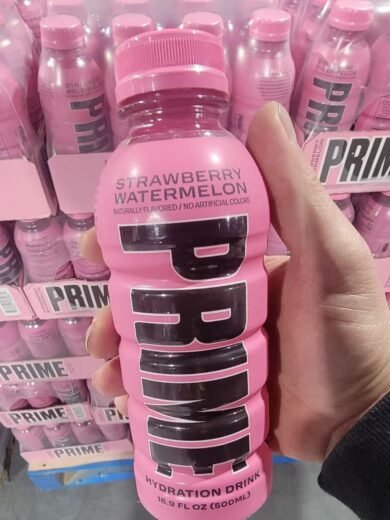 STRAWBERRY
WATERMELON
NATURALLY FLAVORED / NO ARTIFICIAL COLORS
PRIME
HYDRATION DRINK
16.9 FL OZ (500ML)
PRIME
PRIME
PRIME
PRIME
PRIME